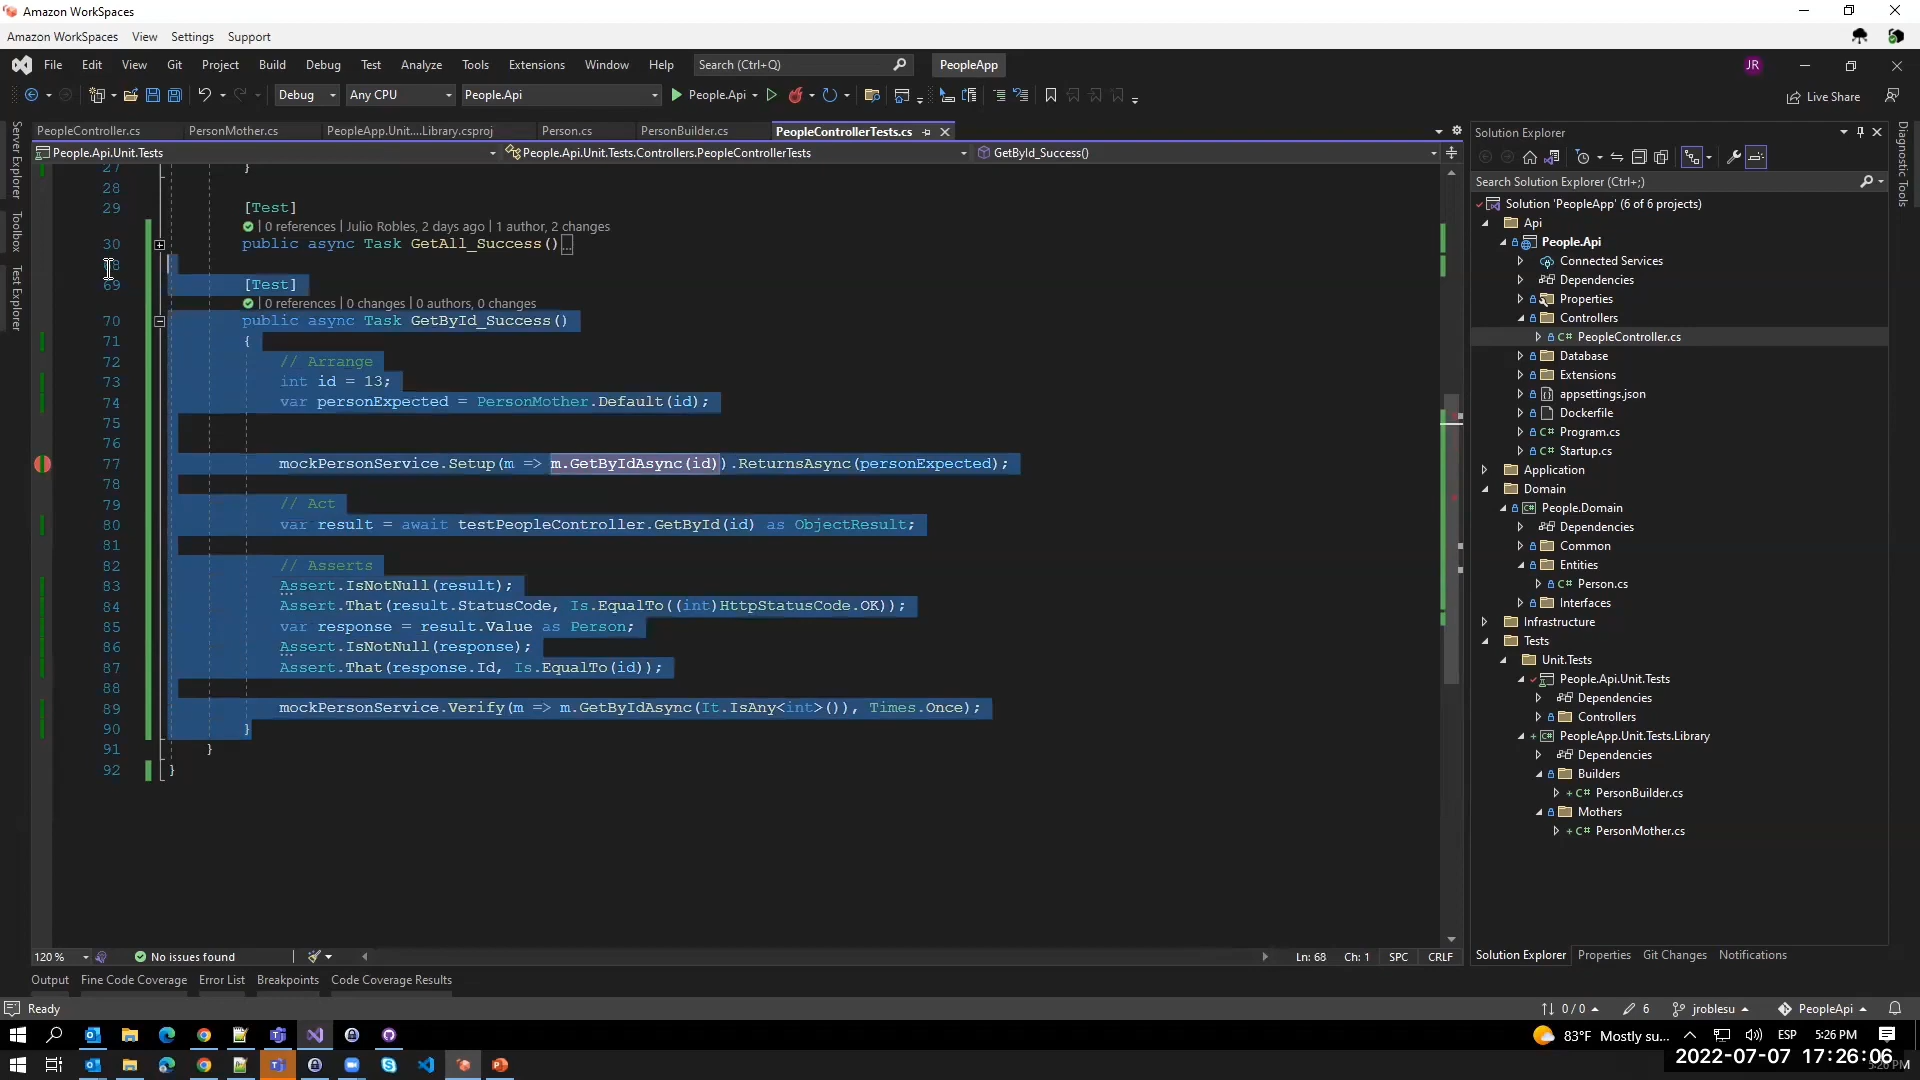 Amazon WorkSpaces
Amazon WorkSpaces View Settings Support
File Edit View Git Project Build Debug Test Analyze Tools Extensions Window Help Search (Ctrl+Q) PeopleApp JR
Debug Any CPU People.Api People.Api Live Share
PeopleController.cs PersonMother.cs PeopleApp.Unit....Library.csproj Person.cs PersonBuilder.cs PeopleControllerTests.cs
People.Api.Unit.Tests People.Api.Unit.Tests.Controllers.PeopleControllerTests GetById_Success()
Server Explorer
Toolbox
Test Explorer
27 }
28
29 [Test]
0 references | Julio Robles, 2 days ago | 1 author, 2 changes
30 public async Task GetAll_Success()...
68
69 [Test]
0 references | 0 changes | 0 authors, 0 changes
70 public async Task GetById_Success()
71 {
72 // Arrange
73 int id = 13;
74 var personExpected = PersonMother.Default(id);
75
76
77 mockPersonService.Setup(m => m.GetByIdAsync(id)).ReturnsAsync(personExpected);
78
79 // Act
80 var result = await testPeopleController.GetById(id) as ObjectResult;
81
82 // Asserts
83 Assert.IsNotNull(result);
84 Assert.That(result.StatusCode, Is.EqualTo((int)HttpStatusCode.OK));
85 var response = result.Value as Person;
86 Assert.IsNotNull(response);
87 Assert.That(response.Id, Is.EqualTo(id));
88
89 mockPersonService.Verify(m => m.GetByIdAsync(It.IsAny<int>()), Times.Once);
90 }
91 }
92 }
120 % No issues found Ln: 68 Ch: 1 SPC CRLF
Output Fine Code Coverage Error List Breakpoints Code Coverage Results
Solution Explorer
Search Solution Explorer (Ctrl+;)
Solution 'PeopleApp' (6 of 6 projects)
Api
People.Api
Connected Services
Dependencies
Properties
Controllers
C# PeopleController.cs
Database
Extensions
appsettings.json
Dockerfile
C# Program.cs
C# Startup.cs
Application
Domain
People.Domain
Dependencies
Common
Entities
C# Person.cs
Interfaces
Infrastructure
Tests
Unit.Tests
People.Api.Unit.Tests
Dependencies
Controllers
PeopleApp.Unit.Tests.Library
Dependencies
Builders
C# PersonBuilder.cs
Mothers
C# PersonMother.cs
Solution Explorer Properties Git Changes Notifications
Diagnostic Tools
Ready 0 / 0 6 jroblesu PeopleApi
83°F Mostly su... ESP 5:26 PM
2022-07-07 17:26:06
5:26 PM